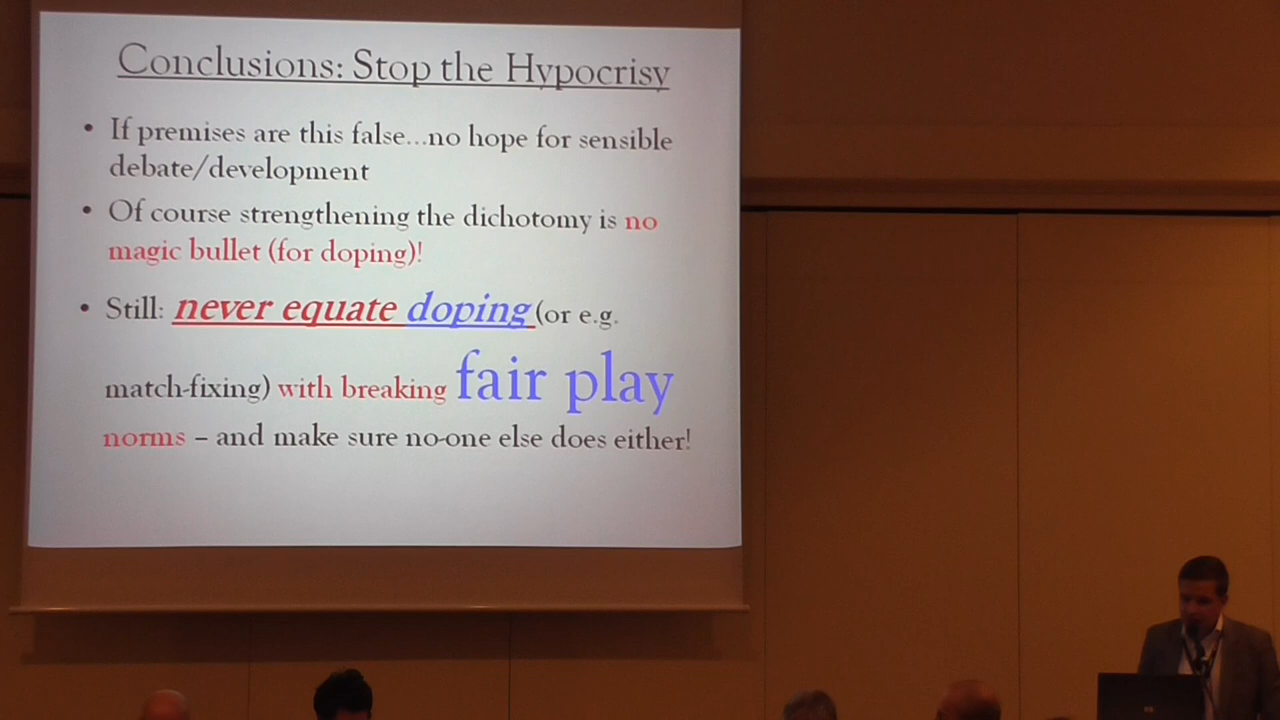 Conclusions: Stop the Hypocrisy
• If premises are this false...no hope for sensible
debate/development
• Of course strengthening the dichotomy is no
magic bullet (for doping)!
• Still: never equate doping (or e.g.
match-fixing) with breaking fair play
norms – and make sure no-one else does either!